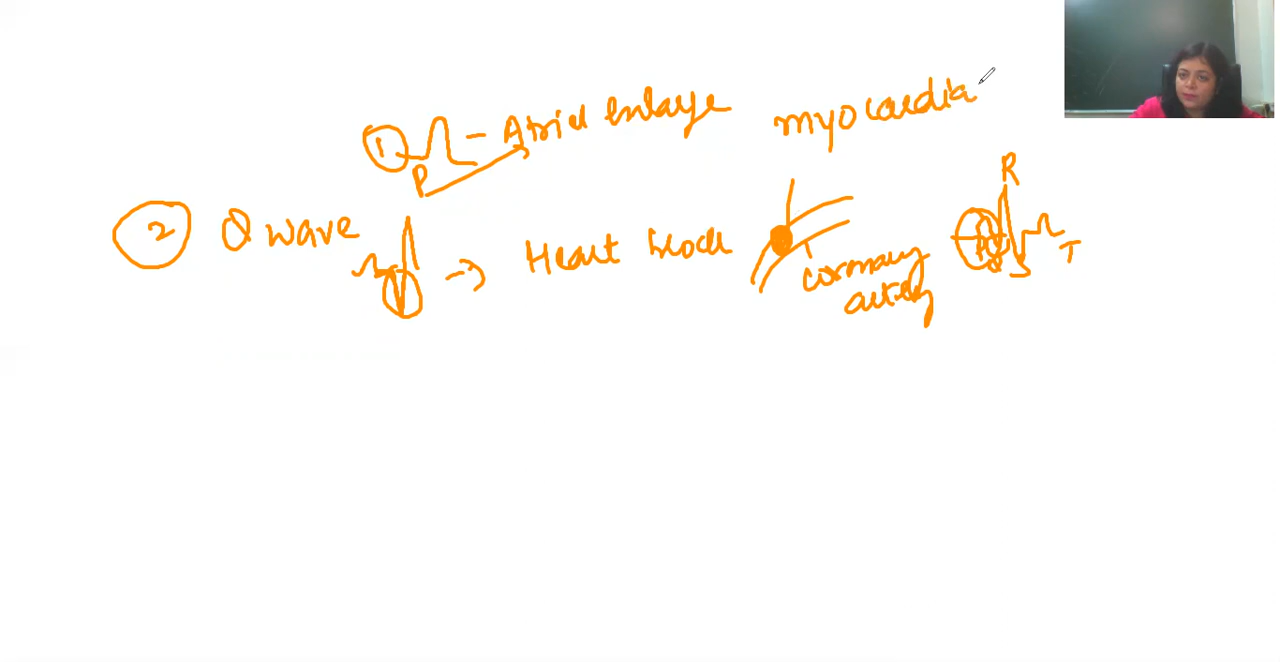 ① - Atrial enlarge
P
myocardia
R
② Q wave → Heart block
coronary
artery
P Q S T